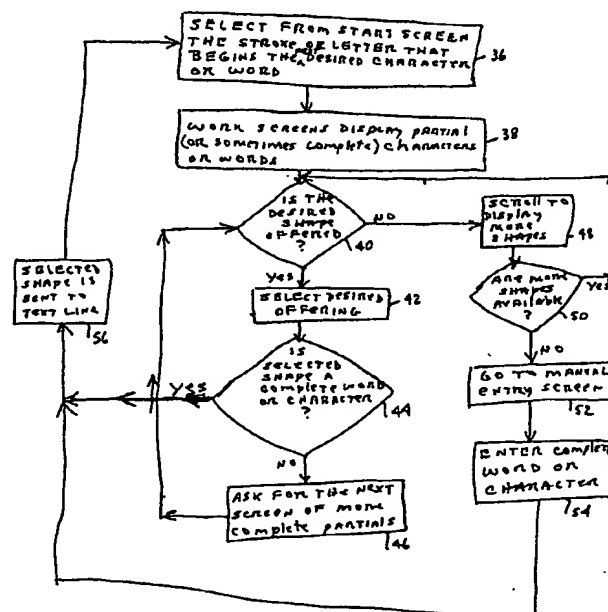 SELECT FROM START SCREEN
THE STROKE OR LETTER THAT
BEGINS THE DESIRED CHARACTER
OR WORD
36
WORK SCREENS DISPLAY PARTIAL
(OR SOMETIMES COMPLETE) CHARACTERS
OR WORDS
38
IS THE
DESIRED
SHAPE
OFFERED
?
40
NO
SCROLL TO
DISPLAY
MORE
SHAPES
48
YES
SELECT DESIRED
OFFERING
42
ARE MORE
SHAPES
AVAILABLE
?
50
YES
SELECTED
SHAPE IS
SENT TO
TEXT LINE
56
IS
SELECTED
SHAPE A
COMPLETE WORD
OR CHARACTER
?
44
YES
NO
GO TO MANUAL
ENTRY SCREEN
52
NO
ASK FOR THE NEXT
SCREEN OF MORE
COMPLETE PARTIALS
46
ENTER COMPLETE
WORD OR
CHARACTER
54